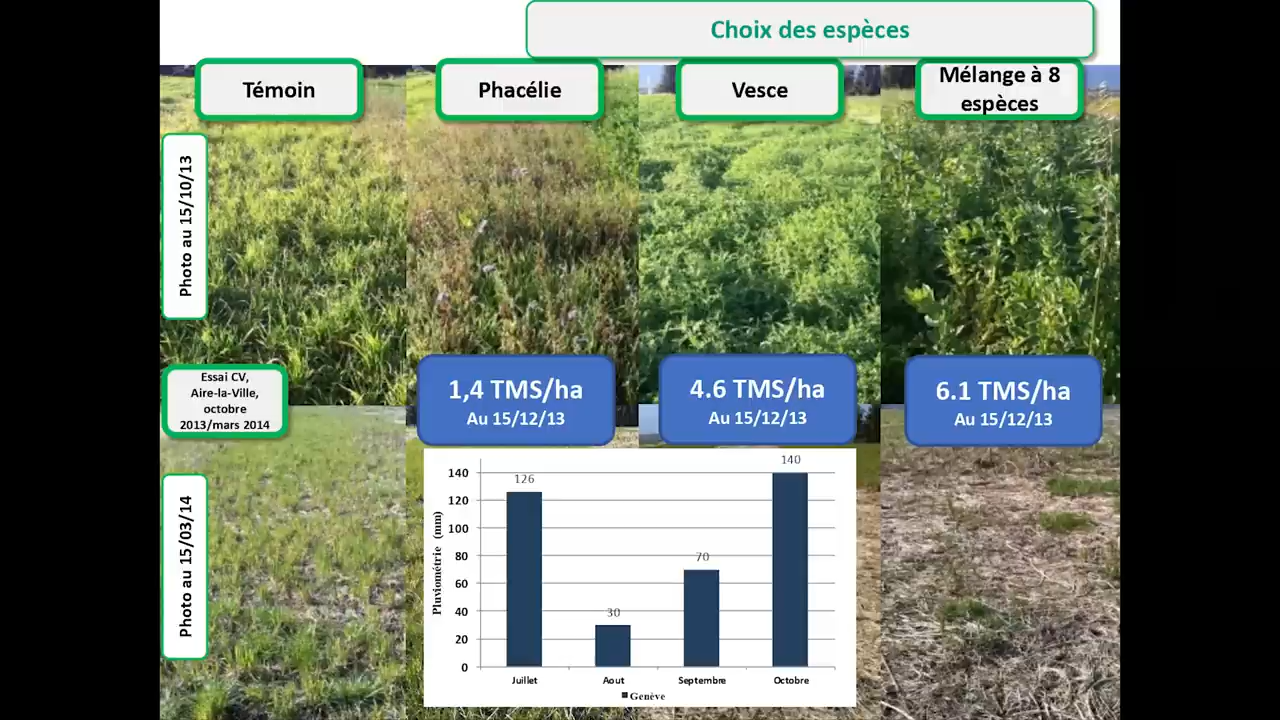 Choix des espèces
Témoin
Phacélie
Vesce
Mélange à 8
espèces
Photo au 15/10/13
1,4 TMS/ha
Au 15/12/13
4.6 TMS/ha
Au 15/12/13
6.1 TMS/ha
Au 15/12/13
Essai CV,
Aire-la-Ville,
octobre
2013/mars 2014
Photo au 15/03/14
Pluviométrie (mm)
140
120
100
80
60
40
20
0
126
30
70
140
Juillet
Aout
Septembre
Octobre
Genève